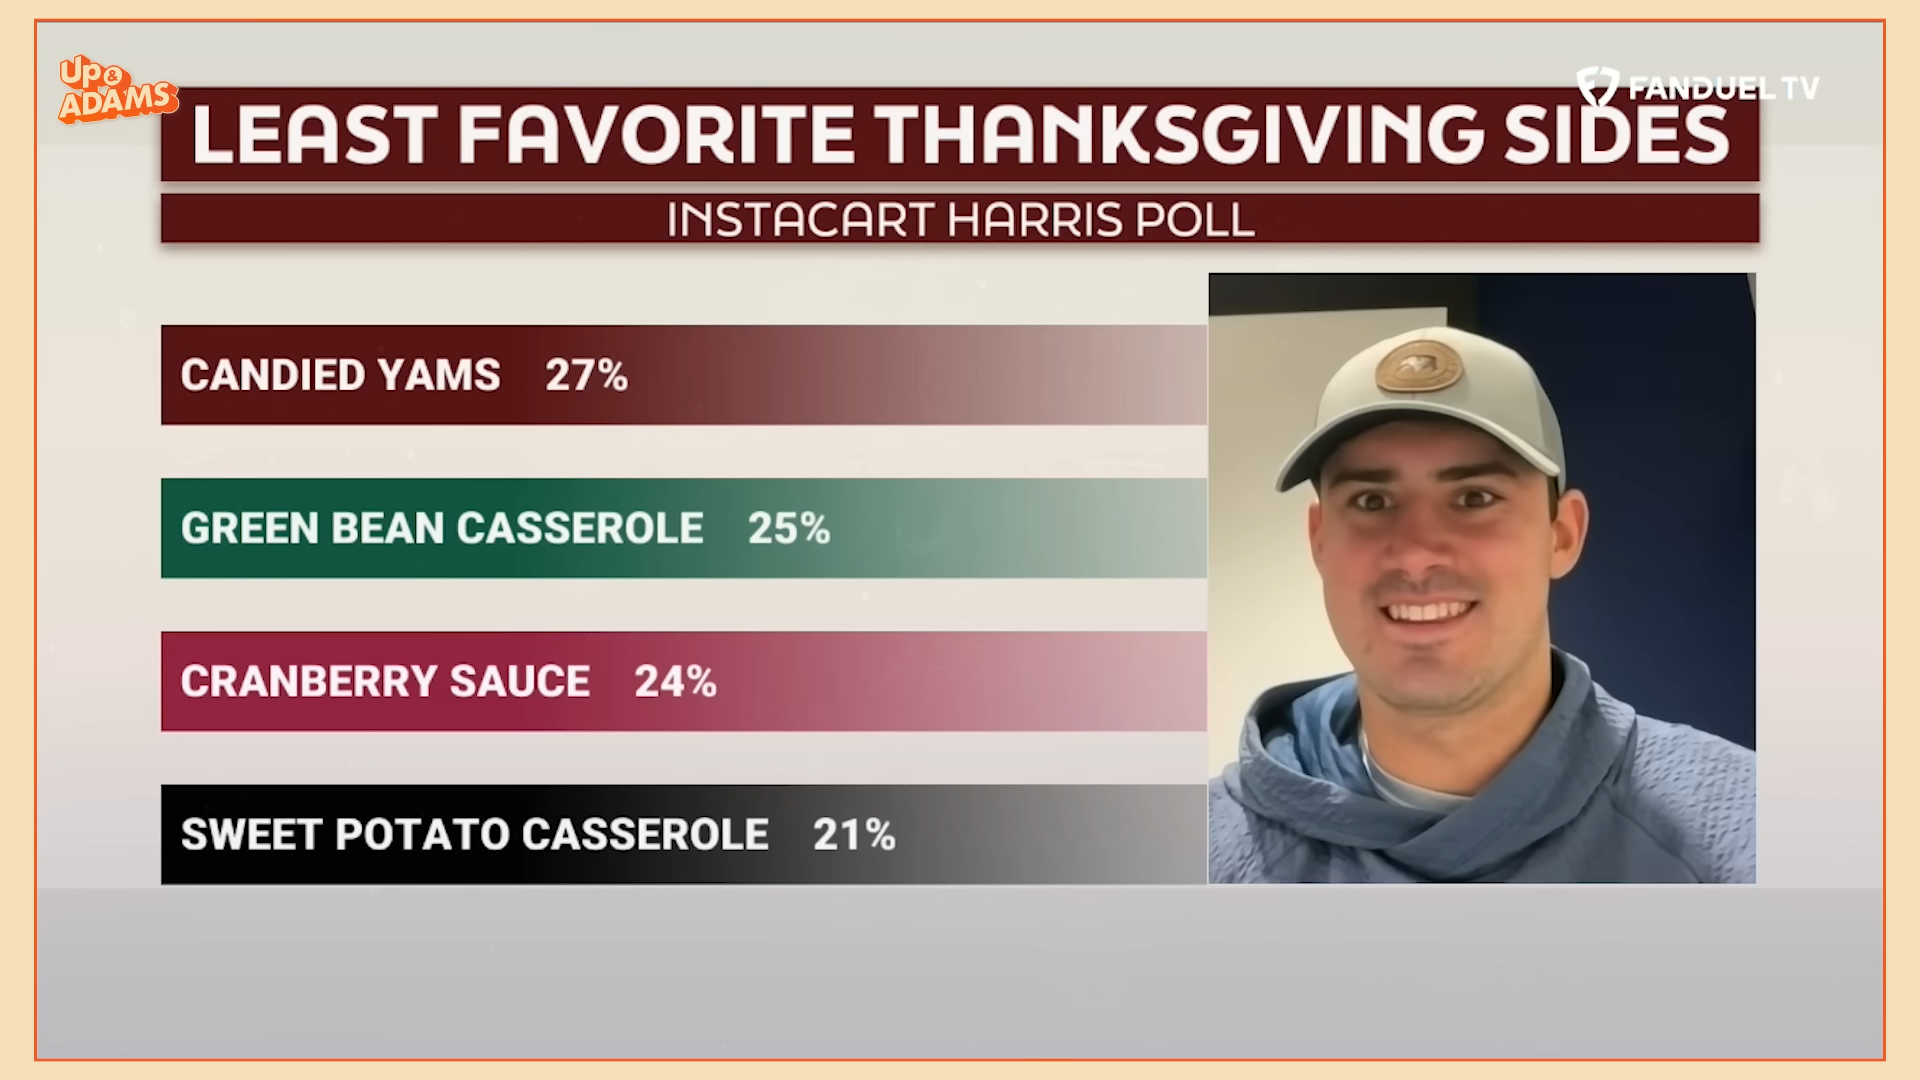 Up &
ADAMS
FANDUEL TV
LEAST FAVORITE THANKSGIVING SIDES
INSTACART HARRIS POLL
CANDIED YAMS 27%
GREEN BEAN CASSEROLE 25%
CRANBERRY SAUCE 24%
SWEET POTATO CASSEROLE 21%